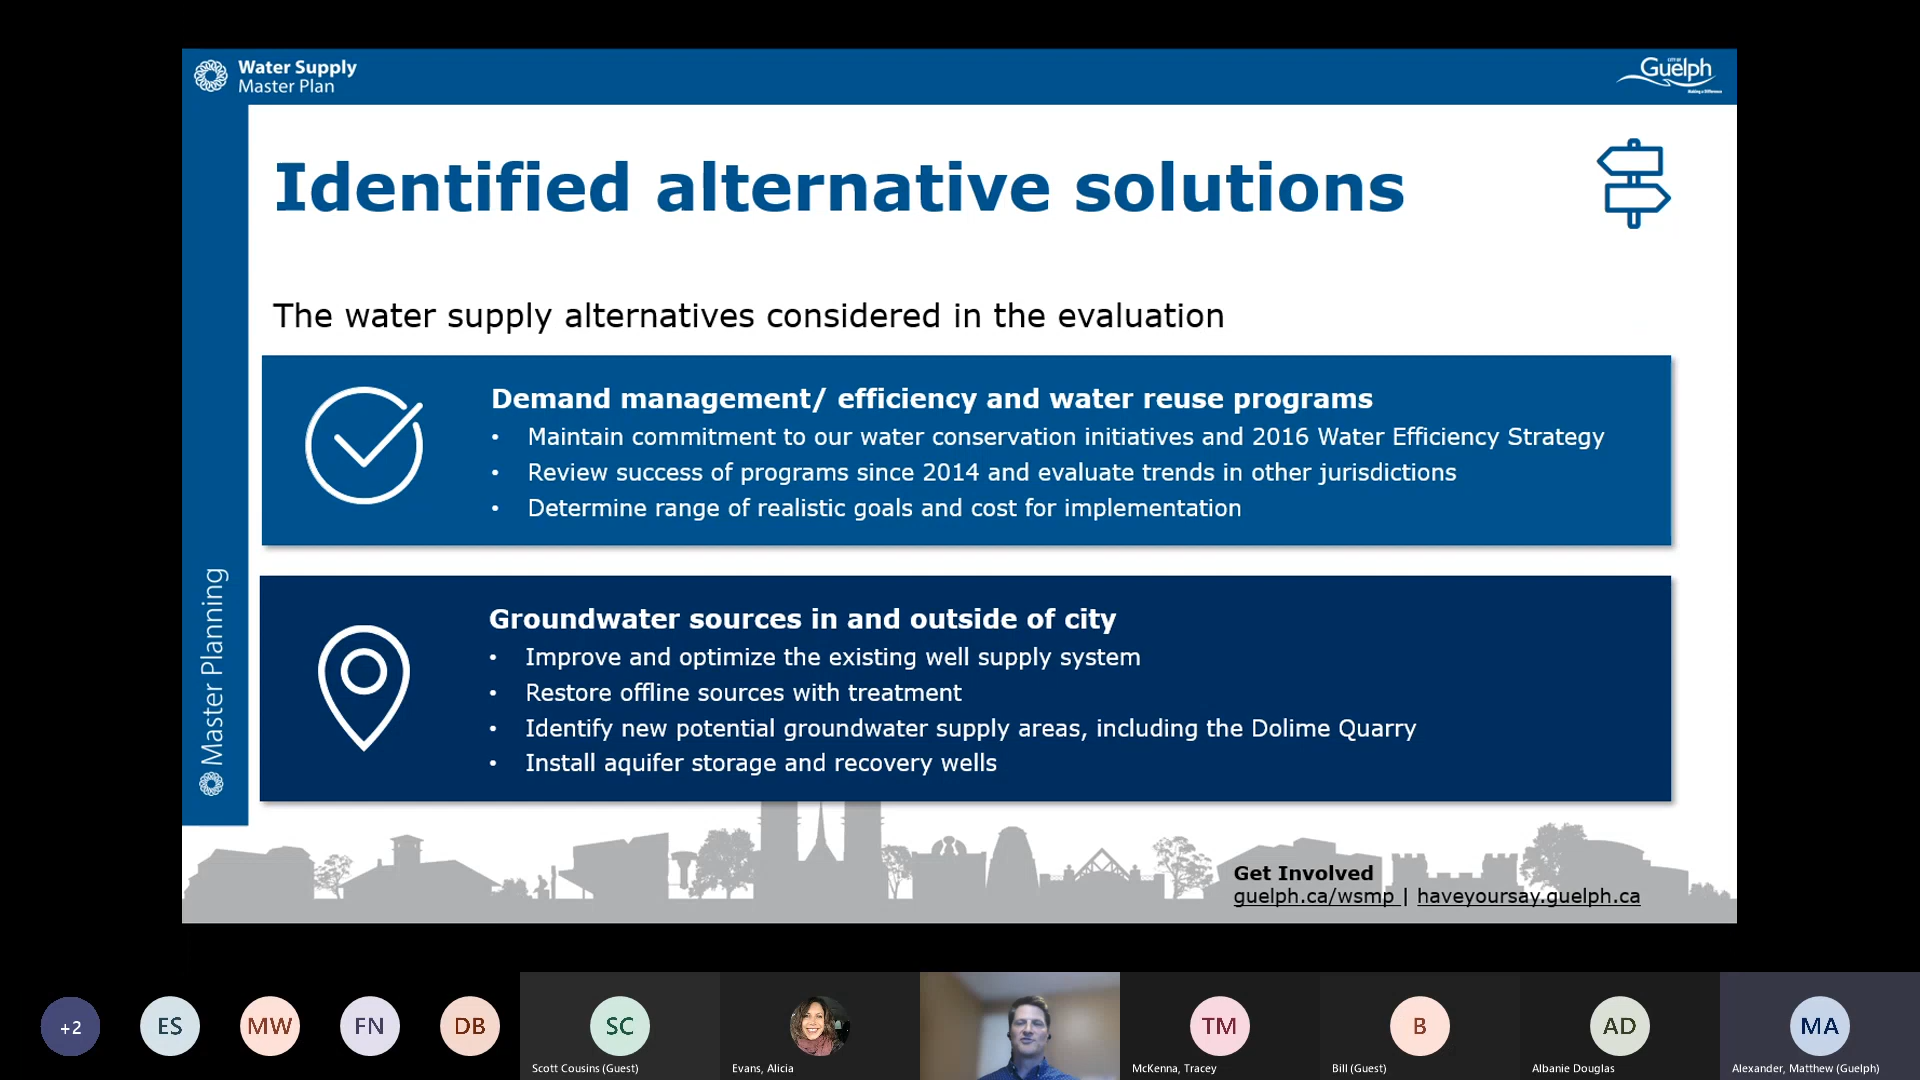 Water Supply
Master Plan
CITY OF
Guelph
Making a Difference
Identified alternative solutions
The water supply alternatives considered in the evaluation
Demand management/ efficiency and water reuse programs
• Maintain commitment to our water conservation initiatives and 2016 Water Efficiency Strategy
• Review success of programs since 2014 and evaluate trends in other jurisdictions
• Determine range of realistic goals and cost for implementation
Groundwater sources in and outside of city
• Improve and optimize the existing well supply system
• Restore offline sources with treatment
• Identify new potential groundwater supply areas, including the Dolime Quarry
• Install aquifer storage and recovery wells
Master Planning
Get Involved
guelph.ca/wsmp | haveyoursay.guelph.ca
+2
ES
MW
FN
DB
SC
Scott Cousins (Guest)
Evans, Alicia
TM
McKenna, Tracey
B
Bill (Guest)
AD
Albanie Douglas
MA
Alexander, Matthew (Guelph)